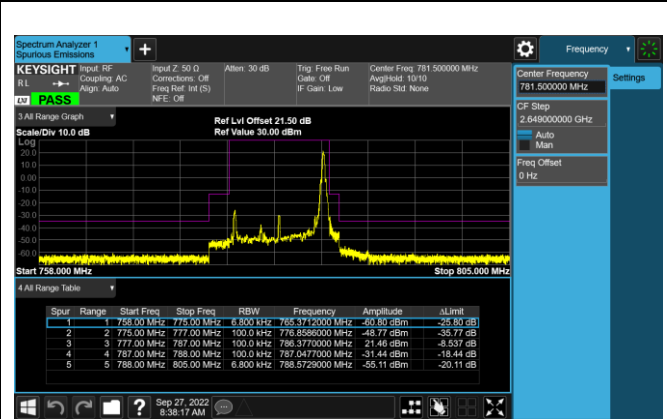 Spectrum Analyzer 1
Spurious Emissions
+
Frequency
KEYSIGHT
RL
PASS
Input: RF
Coupling: AC
Align: Auto
Input Z: 50 Ω
Corrections: Off
Freq Ref: Int (S)
NFE: Off
Atten: 30 dB
Trig: Free Run
Gate: Off
IF Gain: Low
Center Freq: 781.500000 MHz
Avg|Hold: 10/10
Radio Std: None
3 All Range Graph
Scale/Div 10.0 dB
Ref Lvl Offset 21.50 dB
Ref Value 30.00 dBm
Log
20.0
10.0
0.00
-10.0
-20.0
-30.0
-40.0
-50.0
-60.0
Start 758.000 MHz
Stop 805.000 MHz
4 All Range Table
Spur Range Start Freq Stop Freq RBW Frequency Amplitude ΔLimit
1 1 758.00 MHz 775.00 MHz 6.800 kHz 765.3712000 MHz -60.80 dBm -25.80 dB
2 2 775.00 MHz 777.00 MHz 100.0 kHz 776.8586000 MHz -48.77 dBm -35.77 dB
3 3 777.00 MHz 787.00 MHz 100.0 kHz 786.3770000 MHz 21.46 dBm -8.537 dB
4 4 787.00 MHz 788.00 MHz 100.0 kHz 787.0477000 MHz -31.44 dBm -18.44 dB
5 5 788.00 MHz 805.00 MHz 6.800 kHz 788.5729000 MHz -55.11 dBm -20.11 dB
Center Frequency
781.500000 MHz
CF Step
2.649000000 GHz
Auto
Man
Freq Offset
0 Hz
Settings
?
Sep 27, 2022
8:38:17 AM